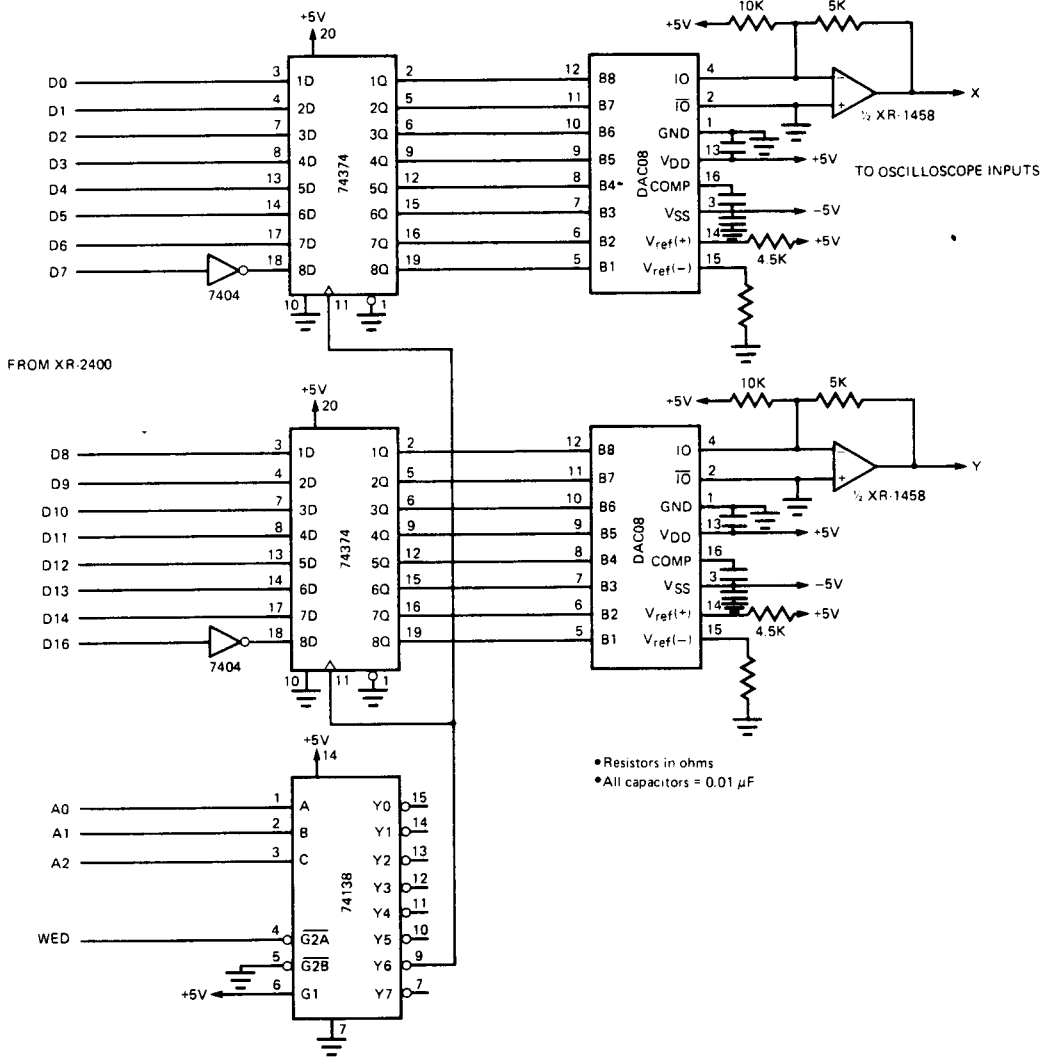 +5V
20
10K
5K
+5V
D0
3
1D
1Q
2
12
B8
IO
4
D1
4
2D
2Q
5
11
B7
IO
2
X
½ XR-1458
D2
7
3D
3Q
6
10
B6
GND
1
D3
8
4D
4Q
9
9
B5
VDD
13
+5V
TO OSCILLOSCOPE INPUTS
D4
13
5D
5Q
12
8
B4
COMP
16
D5
14
6D
6Q
15
7
B3
VSS
3
-5V
D6
17
7D
7Q
16
6
B2
Vref(+)
14
+5V
4.5K
D7
7404
18
8D
8Q
19
5
B1
Vref(-)
15
74374
DAC08
10
11
1
FROM XR-2400
+5V
20
10K
5K
+5V
D8
3
1D
1Q
2
12
B8
IO
4
D9
4
2D
2Q
5
11
B7
IO
2
Y
½ XR-1458
D10
7
3D
3Q
6
10
B6
GND
1
D11
8
4D
4Q
9
9
B5
VDD
13
+5V
D12
13
5D
5Q
12
8
B4
COMP
16
D13
14
6D
6Q
15
7
B3
VSS
3
-5V
D14
17
7D
7Q
16
6
B2
Vref(+)
14
+5V
4.5K
D16
7404
18
8D
8Q
19
5
B1
Vref(-)
15
74374
DAC08
10
11
1
• Resistors in ohms
• All capacitors = 0.01 µF
+5V
14
A0
1
A
Y0
15
A1
2
B
Y1
14
A2
3
C
Y2
13
Y3
12
74138
Y4
11
WED
4
G2A
Y5
10
5
G2B
Y6
9
+5V
6
G1
Y7
7
7